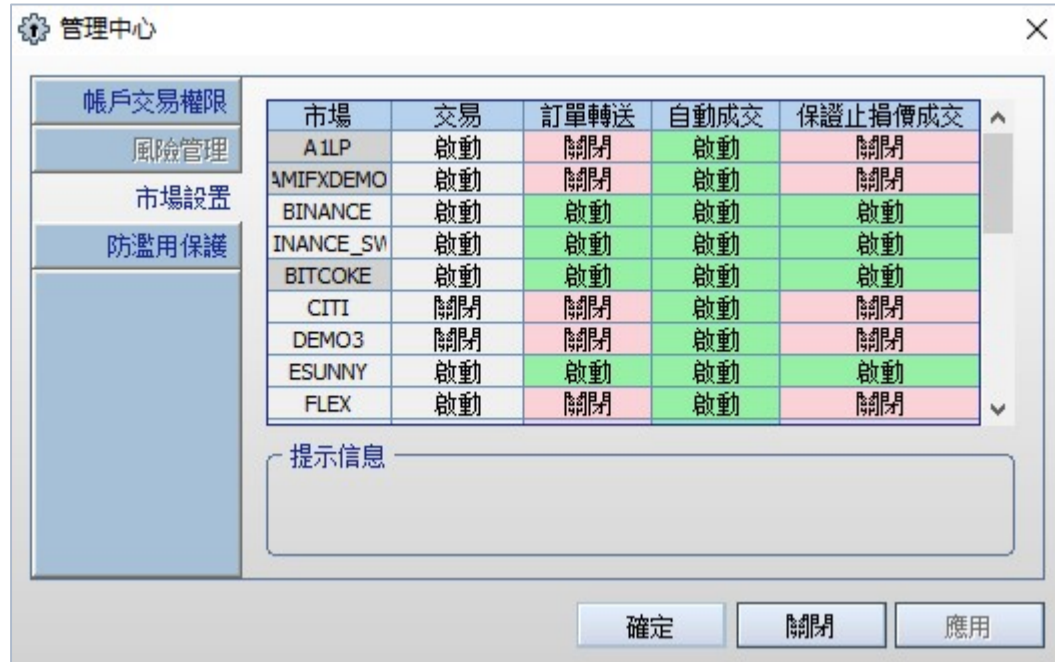 管理中心
帳戶交易權限
風險管理
市場設置
防濫用保護
市場 交易 訂單轉送 自動成交 保證止損價成交
A1LP 啟動 關閉 啟動 關閉
AMIFXDEMO 啟動 關閉 啟動 關閉
BINANCE 啟動 啟動 啟動 啟動
INANCE_SW 啟動 啟動 啟動 啟動
BITCOKE 啟動 啟動 啟動 啟動
CITI 關閉 關閉 啟動 關閉
DEMO3 關閉 關閉 啟動 關閉
ESUNNY 啟動 啟動 啟動 啟動
FLEX 啟動 關閉 啟動 關閉
提示信息
確定 關閉 應用